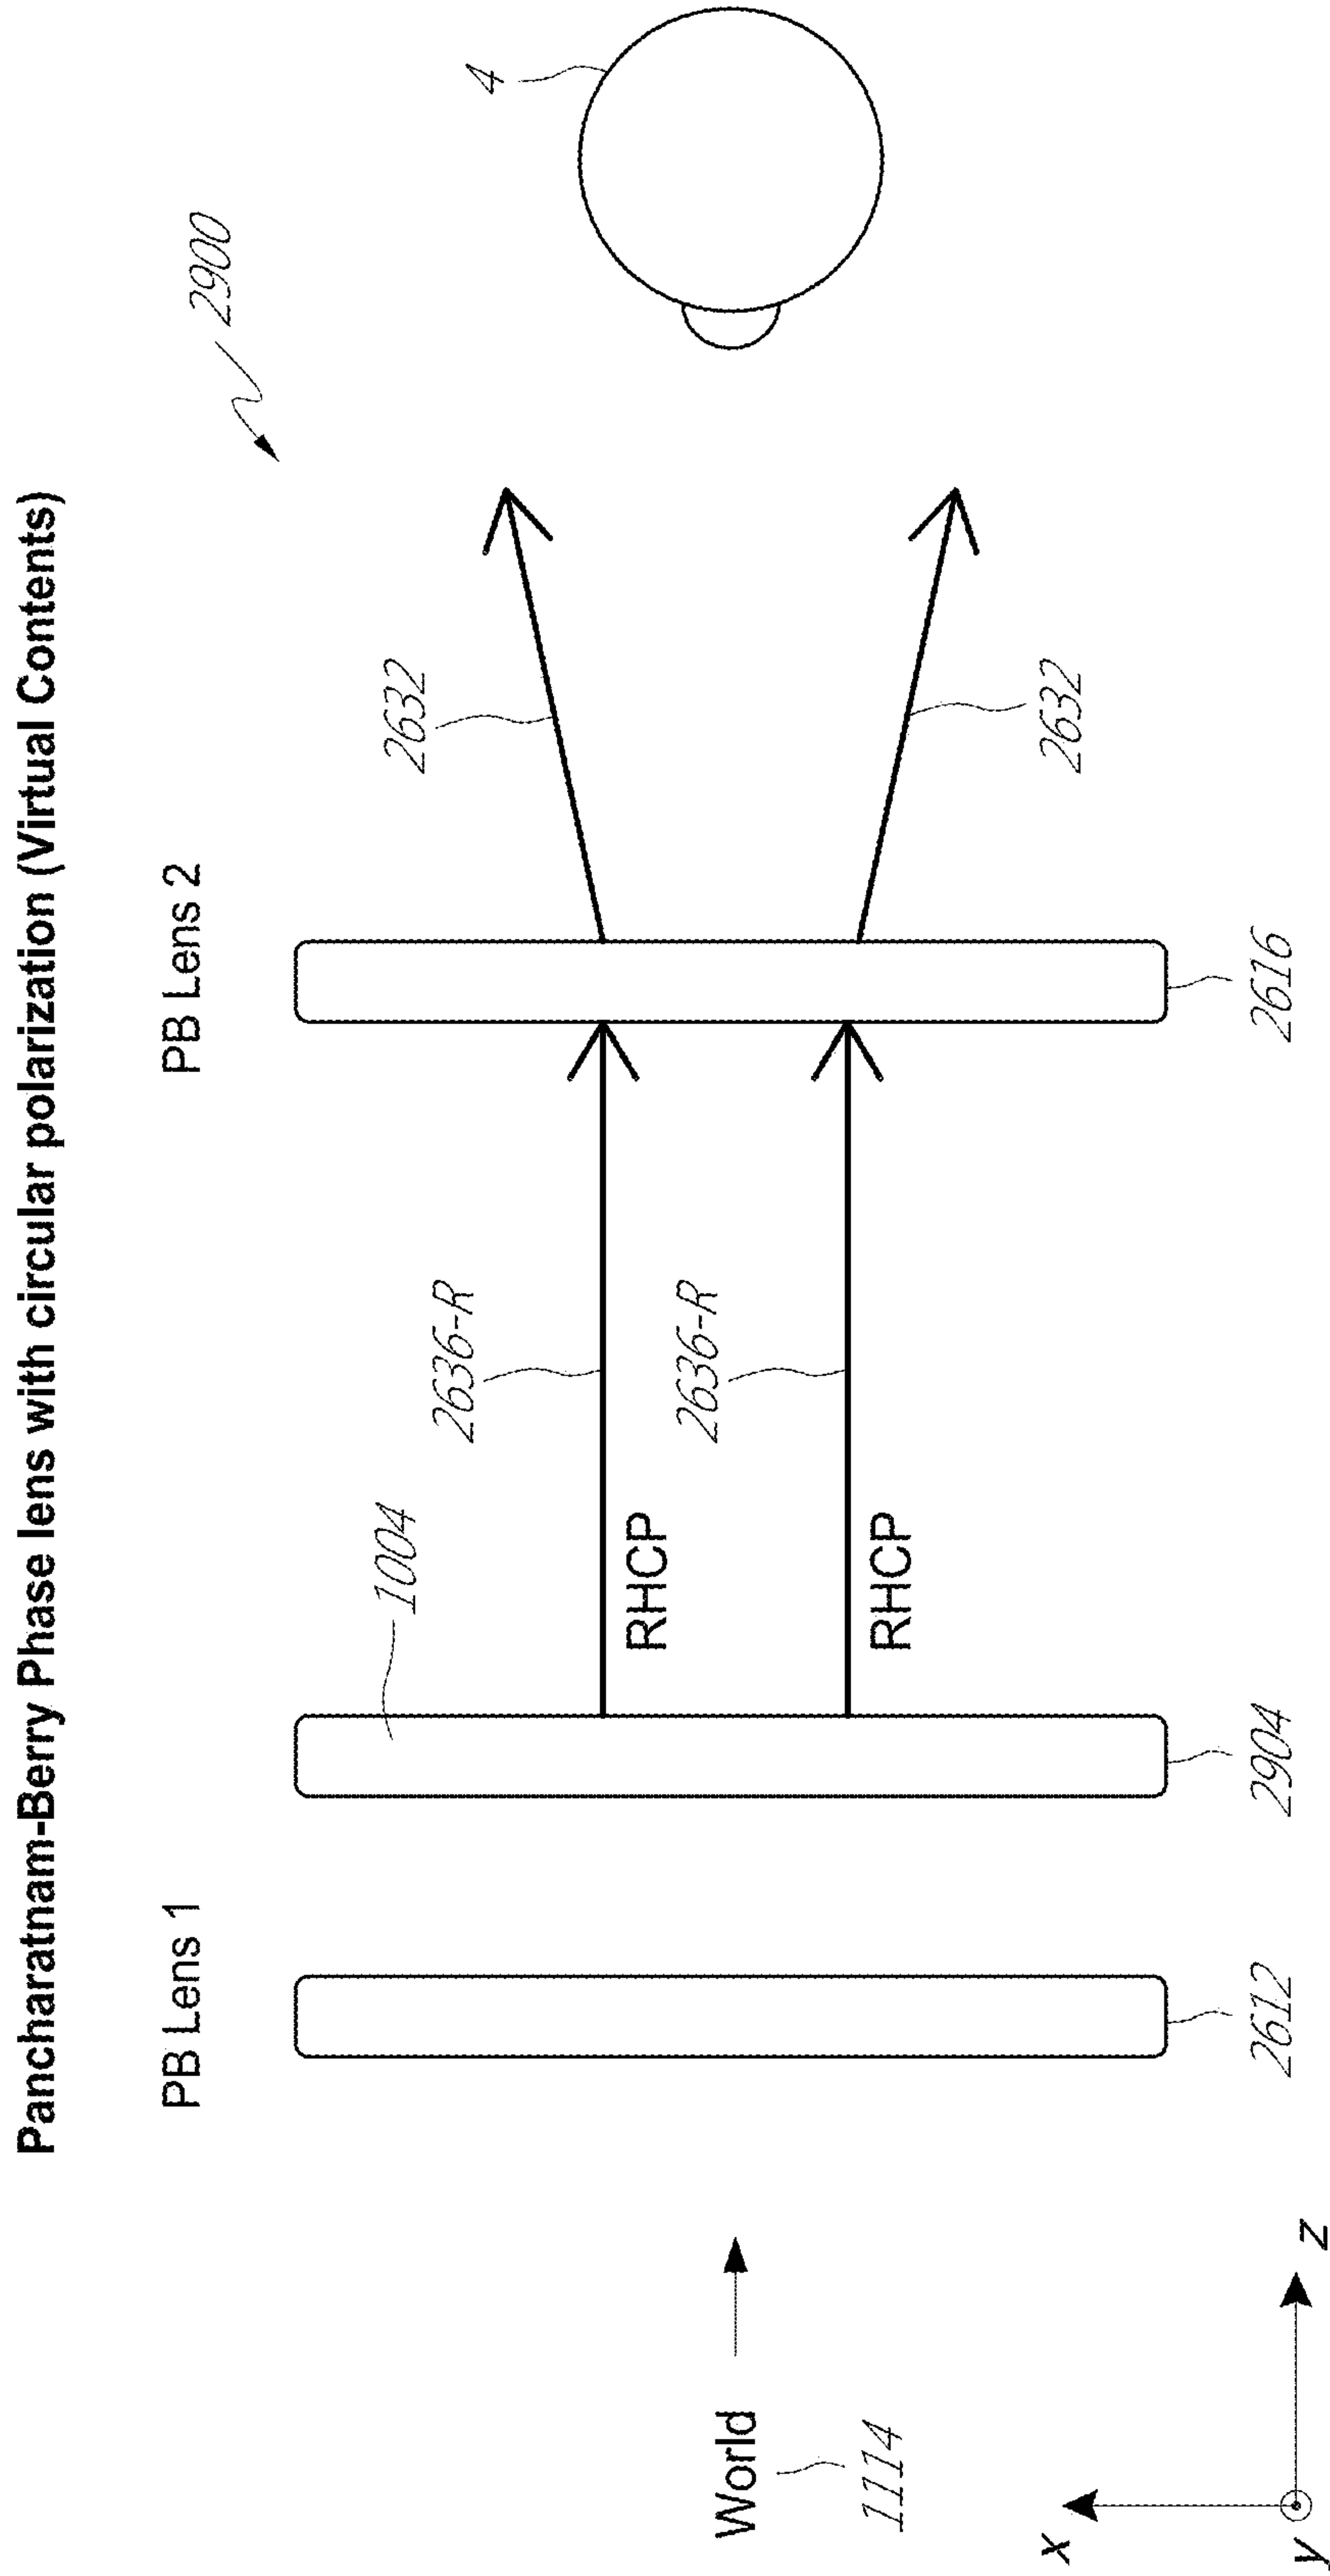 Pancharatnam-Berry Phase lens with circular polarization (Virtual Contents)
PB Lens 1
PB Lens 2
2900
4
1004
2636-R
2632
RHCP
World
1114
2636-R
RHCP
2632
2612
2904
2616
x
y
z